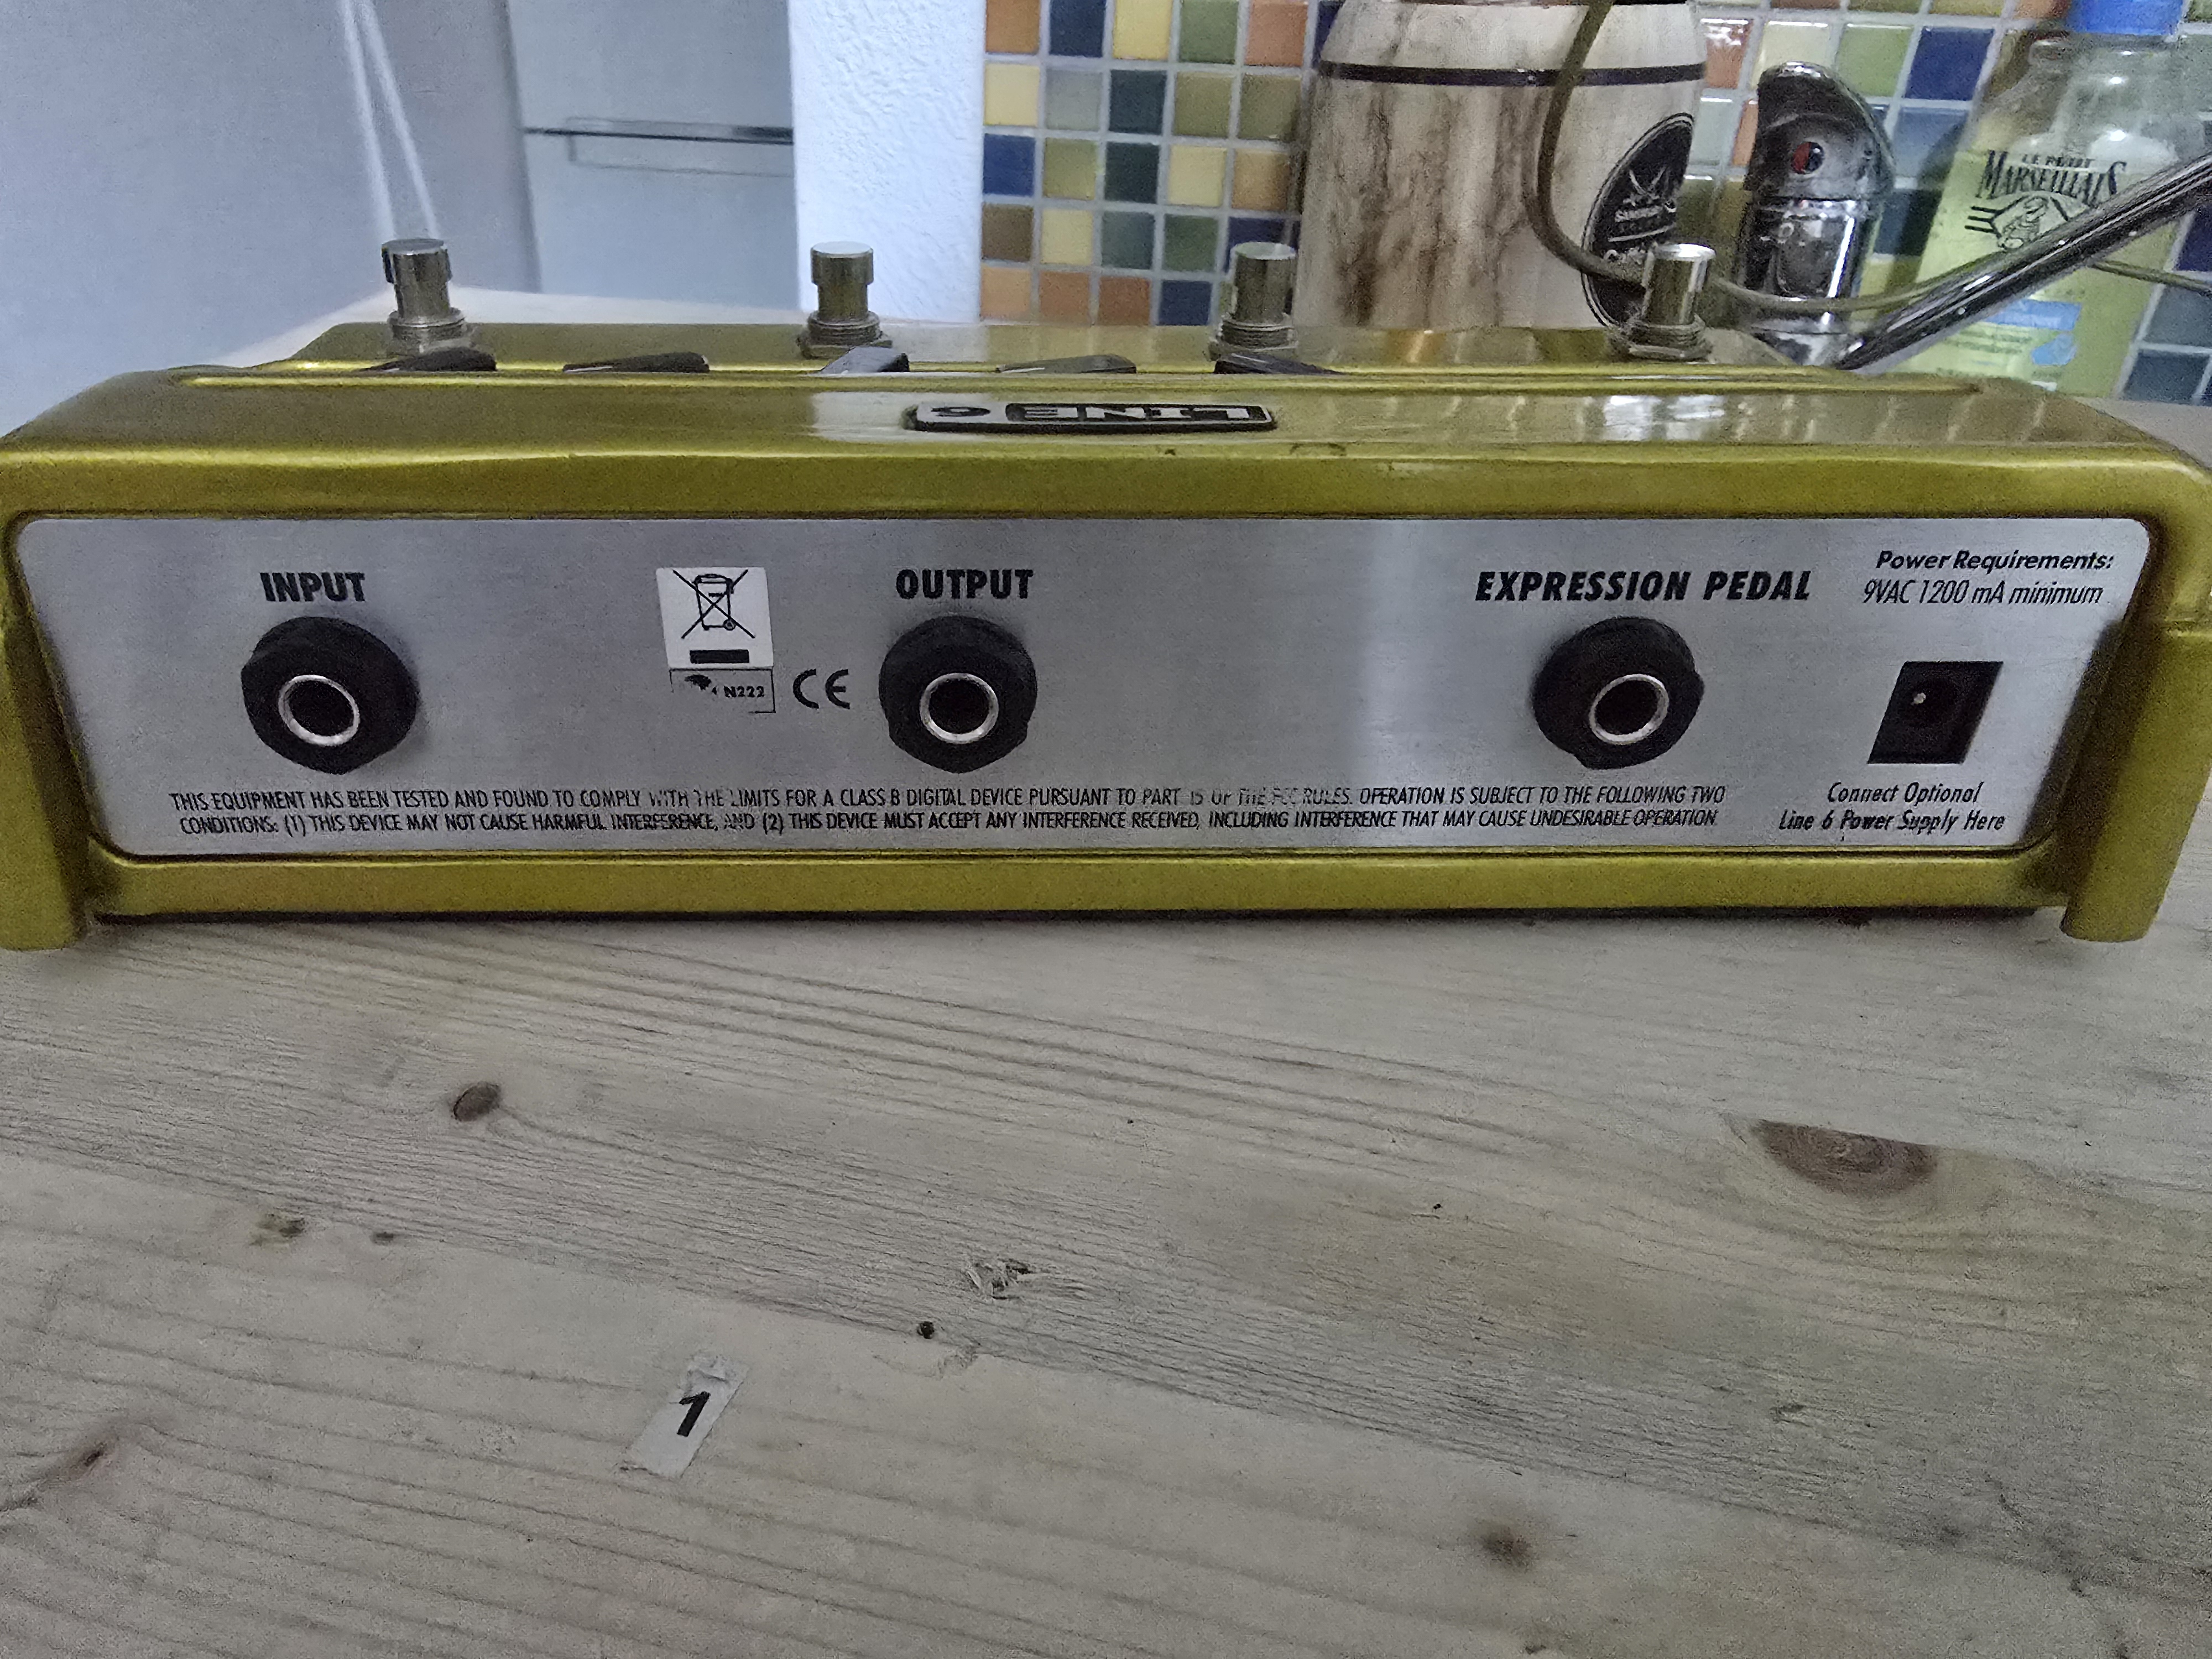 LE PETIT
MARSEILLAIS
LINE 6
INPUT
OUTPUT
EXPRESSION PEDAL
Power Requirements:
9VAC 1200 mA minimum
N222
CE
THIS EQUIPMENT HAS BEEN TESTED AND FOUND TO COMPLY WITH THE LIMITS FOR A CLASS B DIGITAL DEVICE PURSUANT TO PART 15 OF THE FCC RULES. OPERATION IS SUBJECT TO THE FOLLOWING TWO
CONDITIONS: (1) THIS DEVICE MAY NOT CAUSE HARMFUL INTERFERENCE, AND (2) THIS DEVICE MUST ACCEPT ANY INTERFERENCE RECEIVED, INCLUDING INTERFERENCE THAT MAY CAUSE UNDESIRABLE OPERATION.
Connect Optional
Line 6 Power Supply Here
1